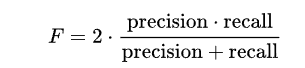 F = 2 · precision · recall / precision + recall